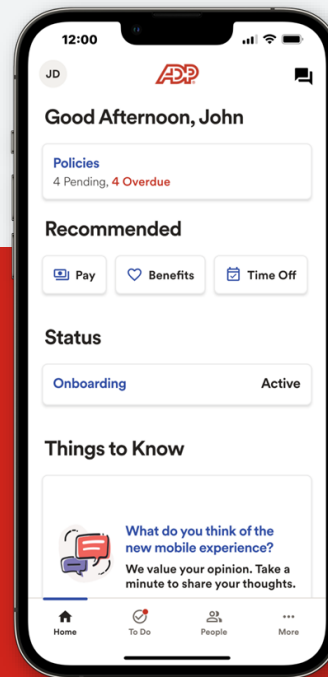 12:00
JD
ADP
Good Afternoon, John
Policies
4 Pending, 4 Overdue
Recommended
Pay
Benefits
Time Off
Status
Onboarding Active
Things to Know
What do you think of the
new mobile experience?
We value your opinion. Take a
minute to share your thoughts.
Home
To Do
People
More